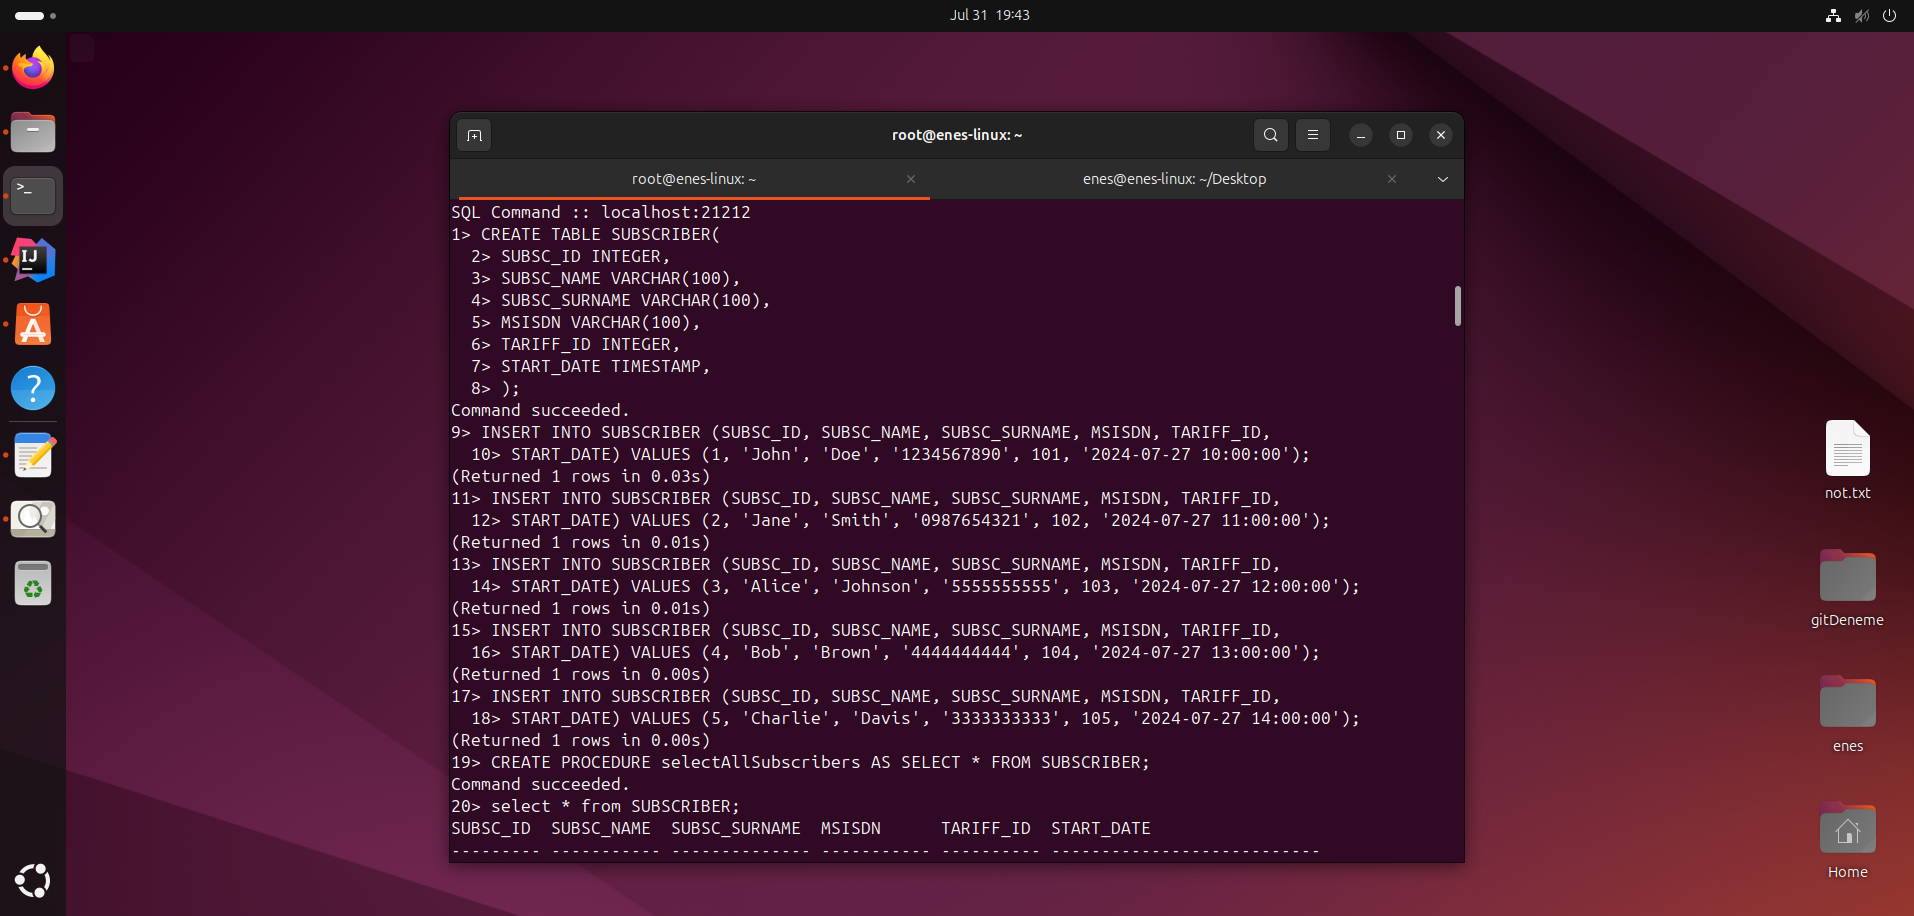 Jul 31 19:43
root@enes-linux: ~
root@enes-linux: ~
enes@enes-linux: ~/Desktop
SQL Command :: localhost:21212
1> CREATE TABLE SUBSCRIBER(
2> SUBSC_ID INTEGER,
3> SUBSC_NAME VARCHAR(100),
4> SUBSC_SURNAME VARCHAR(100),
5> MSISDN VARCHAR(100),
6> TARIFF_ID INTEGER,
7> START_DATE TIMESTAMP,
8> );
Command succeeded.
9> INSERT INTO SUBSCRIBER (SUBSC_ID, SUBSC_NAME, SUBSC_SURNAME, MSISDN, TARIFF_ID,
10> START_DATE) VALUES (1, 'John', 'Doe', '1234567890', 101, '2024-07-27 10:00:00');
(Returned 1 rows in 0.03s)
11> INSERT INTO SUBSCRIBER (SUBSC_ID, SUBSC_NAME, SUBSC_SURNAME, MSISDN, TARIFF_ID,
12> START_DATE) VALUES (2, 'Jane', 'Smith', '0987654321', 102, '2024-07-27 11:00:00');
(Returned 1 rows in 0.01s)
13> INSERT INTO SUBSCRIBER (SUBSC_ID, SUBSC_NAME, SUBSC_SURNAME, MSISDN, TARIFF_ID,
14> START_DATE) VALUES (3, 'Alice', 'Johnson', '5555555555', 103, '2024-07-27 12:00:00');
(Returned 1 rows in 0.01s)
15> INSERT INTO SUBSCRIBER (SUBSC_ID, SUBSC_NAME, SUBSC_SURNAME, MSISDN, TARIFF_ID,
16> START_DATE) VALUES (4, 'Bob', 'Brown', '4444444444', 104, '2024-07-27 13:00:00');
(Returned 1 rows in 0.00s)
17> INSERT INTO SUBSCRIBER (SUBSC_ID, SUBSC_NAME, SUBSC_SURNAME, MSISDN, TARIFF_ID,
18> START_DATE) VALUES (5, 'Charlie', 'Davis', '3333333333', 105, '2024-07-27 14:00:00');
(Returned 1 rows in 0.00s)
19> CREATE PROCEDURE selectAllSubscribers AS SELECT * FROM SUBSCRIBER;
Command succeeded.
20> select * from SUBSCRIBER;
SUBSC_ID SUBSC_NAME SUBSC_SURNAME MSISDN TARIFF_ID START_DATE
--------- ----------- -------------- ----------- ---------- ---------------------------
>_
IJ
A
?
not.txt
gitDeneme
enes
Home